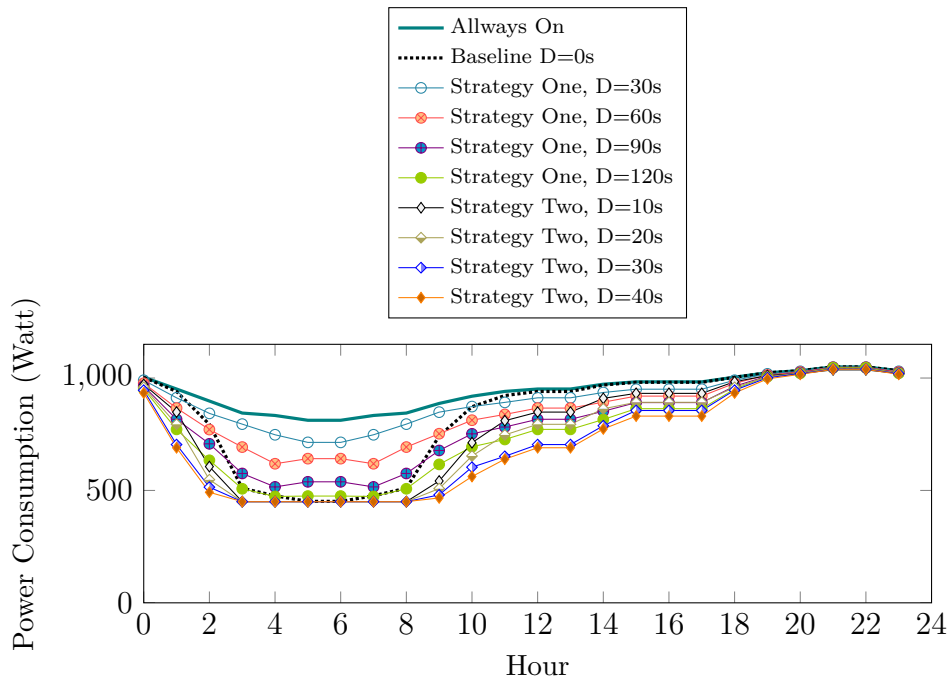 Allways On
Baseline D=0s
Strategy One, D=30s
Strategy One, D=60s
Strategy One, D=90s
Strategy One, D=120s
Strategy Two, D=10s
Strategy Two, D=20s
Strategy Two, D=30s
Strategy Two, D=40s
Power Consumption (Watt)
1,000
500
0
0 2 4 6 8 10 12 14 16 18 20 22 24
Hour